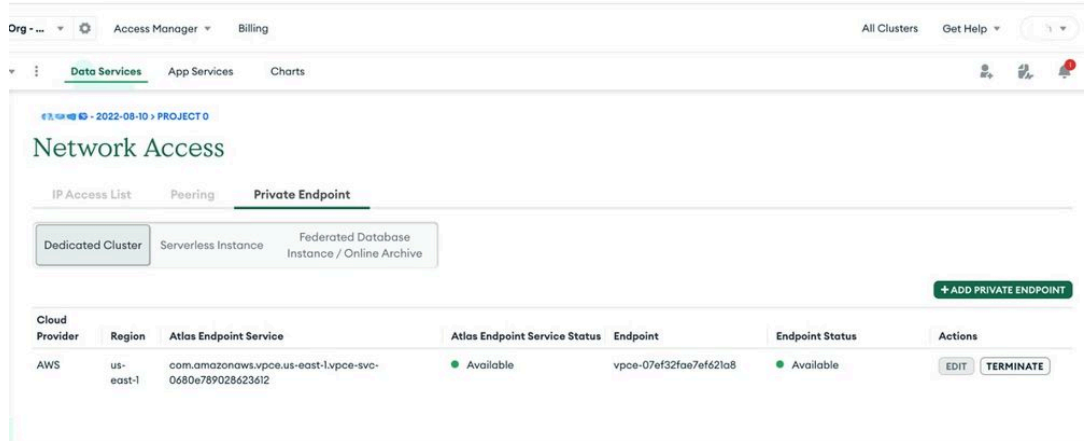 Org - ...
Access Manager
Billing
All Clusters
Get Help
Data Services
App Services
Charts
1
- 2022-08-10 > PROJECT 0
Network Access
IP Access List
Peering
Private Endpoint
Dedicated Cluster
Serverless Instance
Federated Database
Instance / Online Archive
+ ADD PRIVATE ENDPOINT
Cloud
Provider
Region
Atlas Endpoint Service
Atlas Endpoint Service Status
Endpoint
Endpoint Status
Actions
AWS
us-
east-1
com.amazonaws.vpce.us-east-1.vpce-svc-
0680e789028623612
Available
vpce-07ef32fae7ef621a8
Available
EDIT
TERMINATE